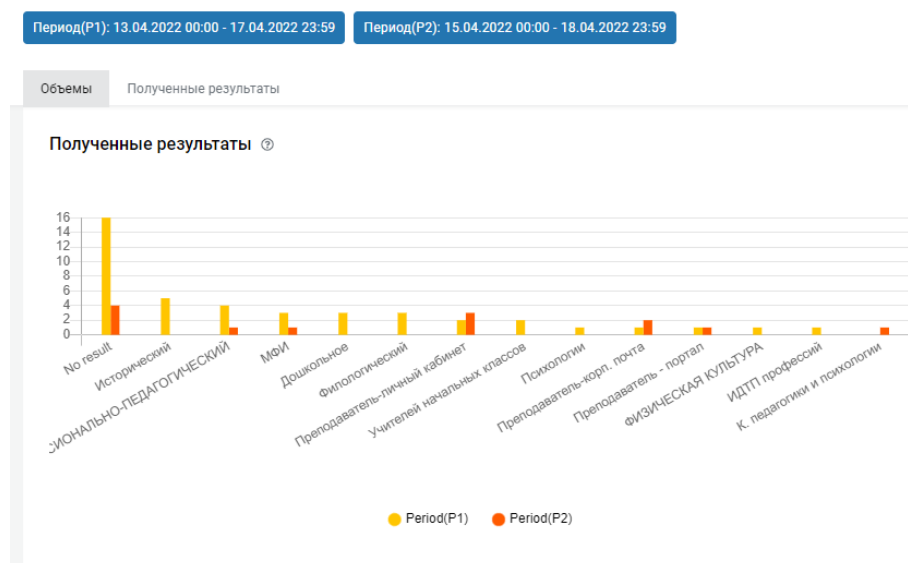 Период(P1): 13.04.2022 00:00 - 17.04.2022 23:59 Период(P2): 15.04.2022 00:00 - 18.04.2022 23:59
Объемы Полученные результаты
Полученные результаты
16
14
12
10
8
6
4
2
0
No result
Исторический
СИОНАЛЬНО-ПЕДАГОГИЧЕСКИЙ
МФИ
Дошкольное
Филологический
Преподаватель-личный кабинет
Учителей начальных классов
Психологии
Преподаватель-корп. почта
Преподаватель - портал
ФИЗИЧЕСКАЯ КУЛЬТУРА
ИДТП профессий
К. педагогики и психологии
Period(P1) Period(P2)